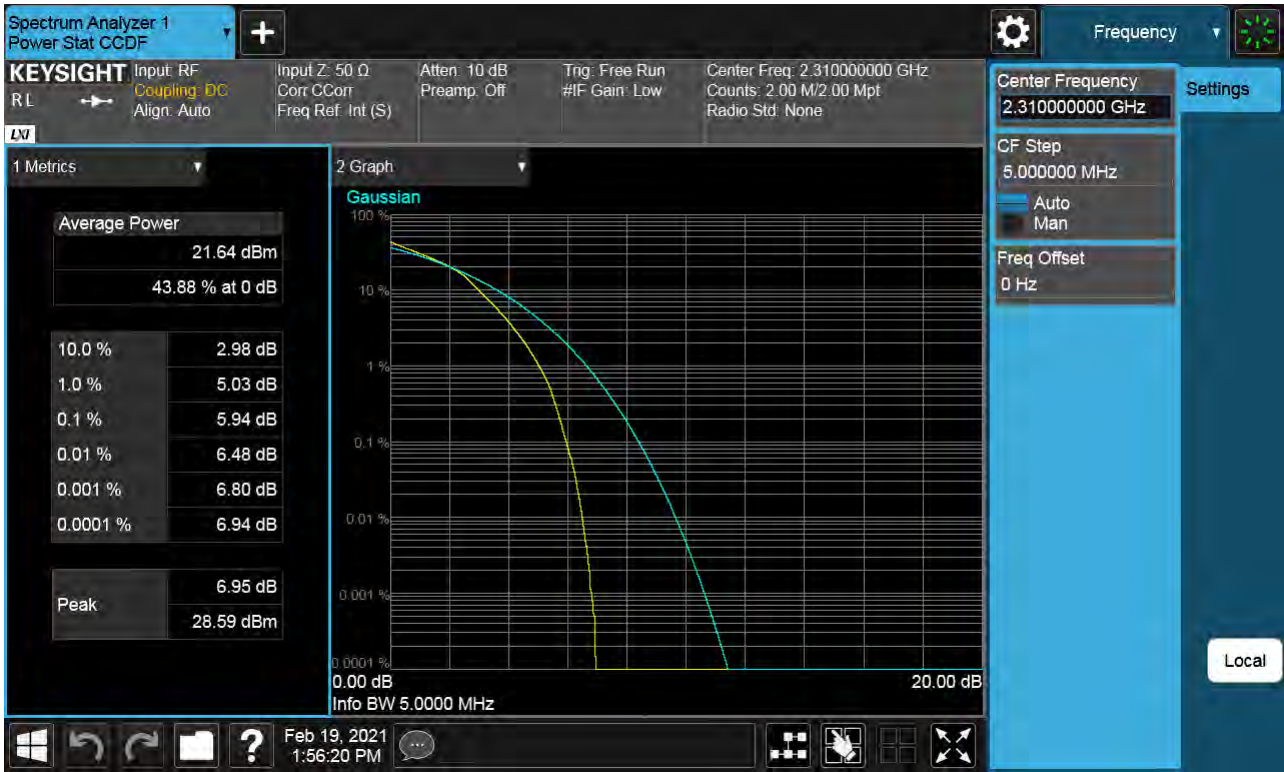 Spectrum Analyzer 1
Power Stat CCDF
+
Frequency
KEYSIGHT
R L
LXI
Input: RF
Coupling: DC
Align: Auto
Input Z: 50 Ω
Corr CCorr
Freq Ref: Int (S)
Atten: 10 dB
Preamp: Off
Trig: Free Run
#IF Gain: Low
Center Freq: 2.310000000 GHz
Counts: 2.00 M/2.00 Mpt
Radio Std: None
Center Frequency
2.310000000 GHz
Settings
CF Step
5.000000 MHz
Auto
Man
Freq Offset
0 Hz
Local
1 Metrics
Average Power
21.64 dBm
43.88 % at 0 dB
10.0 % 2.98 dB
1.0 % 5.03 dB
0.1 % 5.94 dB
0.01 % 6.48 dB
0.001 % 6.80 dB
0.0001 % 6.94 dB
Peak
6.95 dB
28.59 dBm
2 Graph
Gaussian
100 %
10 %
1 %
0.1 %
0.01 %
0.001 %
0.0001 %
0.00 dB 20.00 dB
Info BW 5.0000 MHz
?
Feb 19, 2021
1:56:20 PM